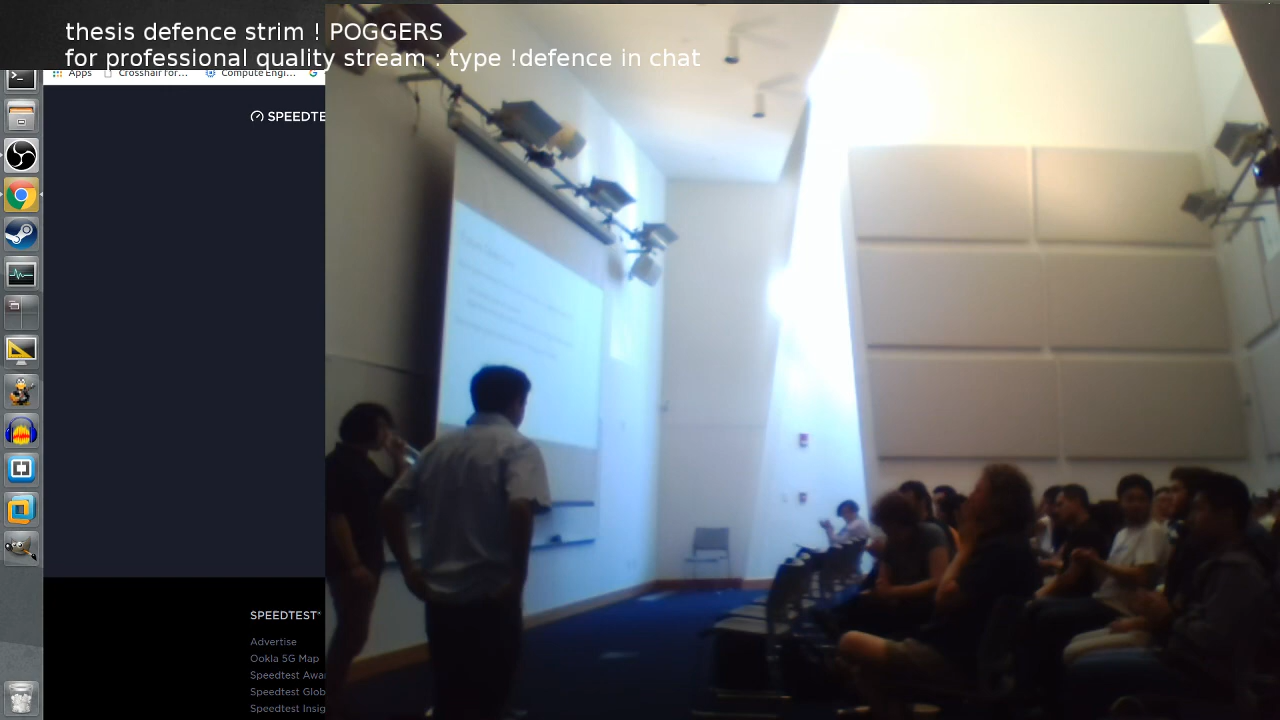 thesis defence strim ! POGGERS
for professional quality stream : type !defence in chat
Apps Crosshair for... Compute Engi...
SPEEDTE
SPEEDTEST
Advertise
Ookla 5G Map
Speedtest Awa
Speedtest Glob
Speedtest Insig